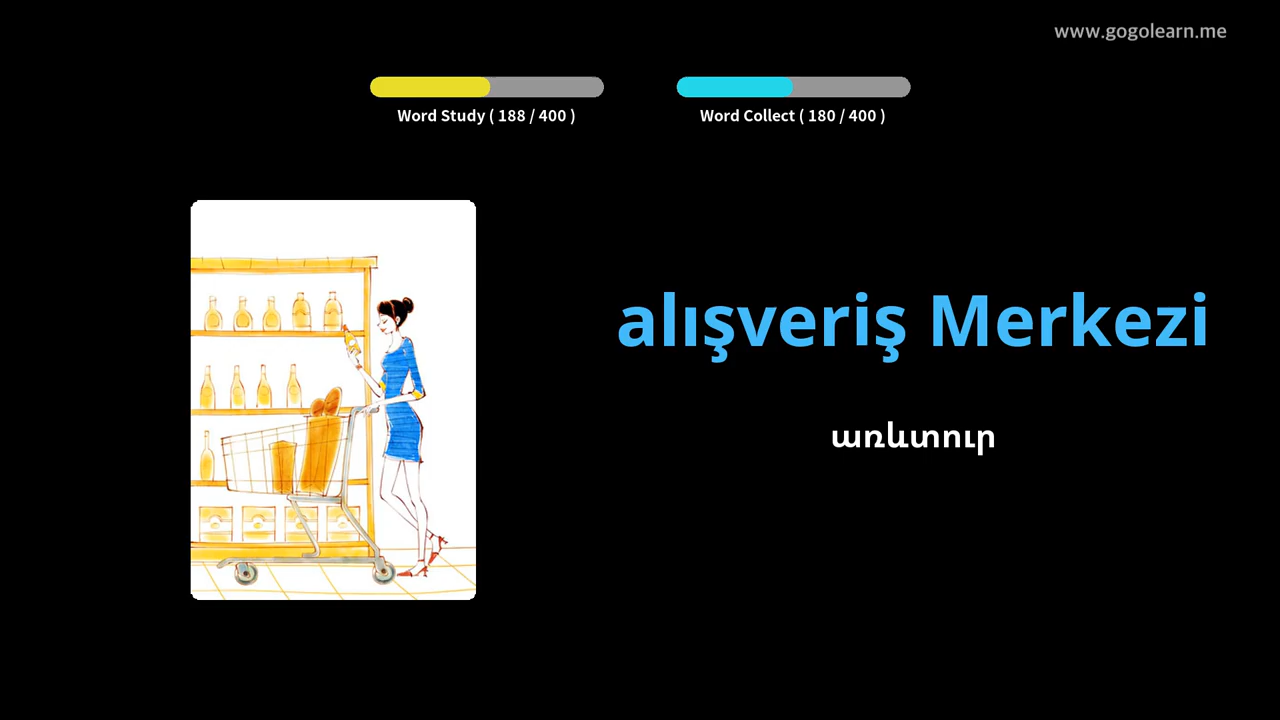 www.gogolearn.me
Word Study ( 188 / 400 )
Word Collect ( 180 / 400 )
alışveriş Merkezi
առևտուր